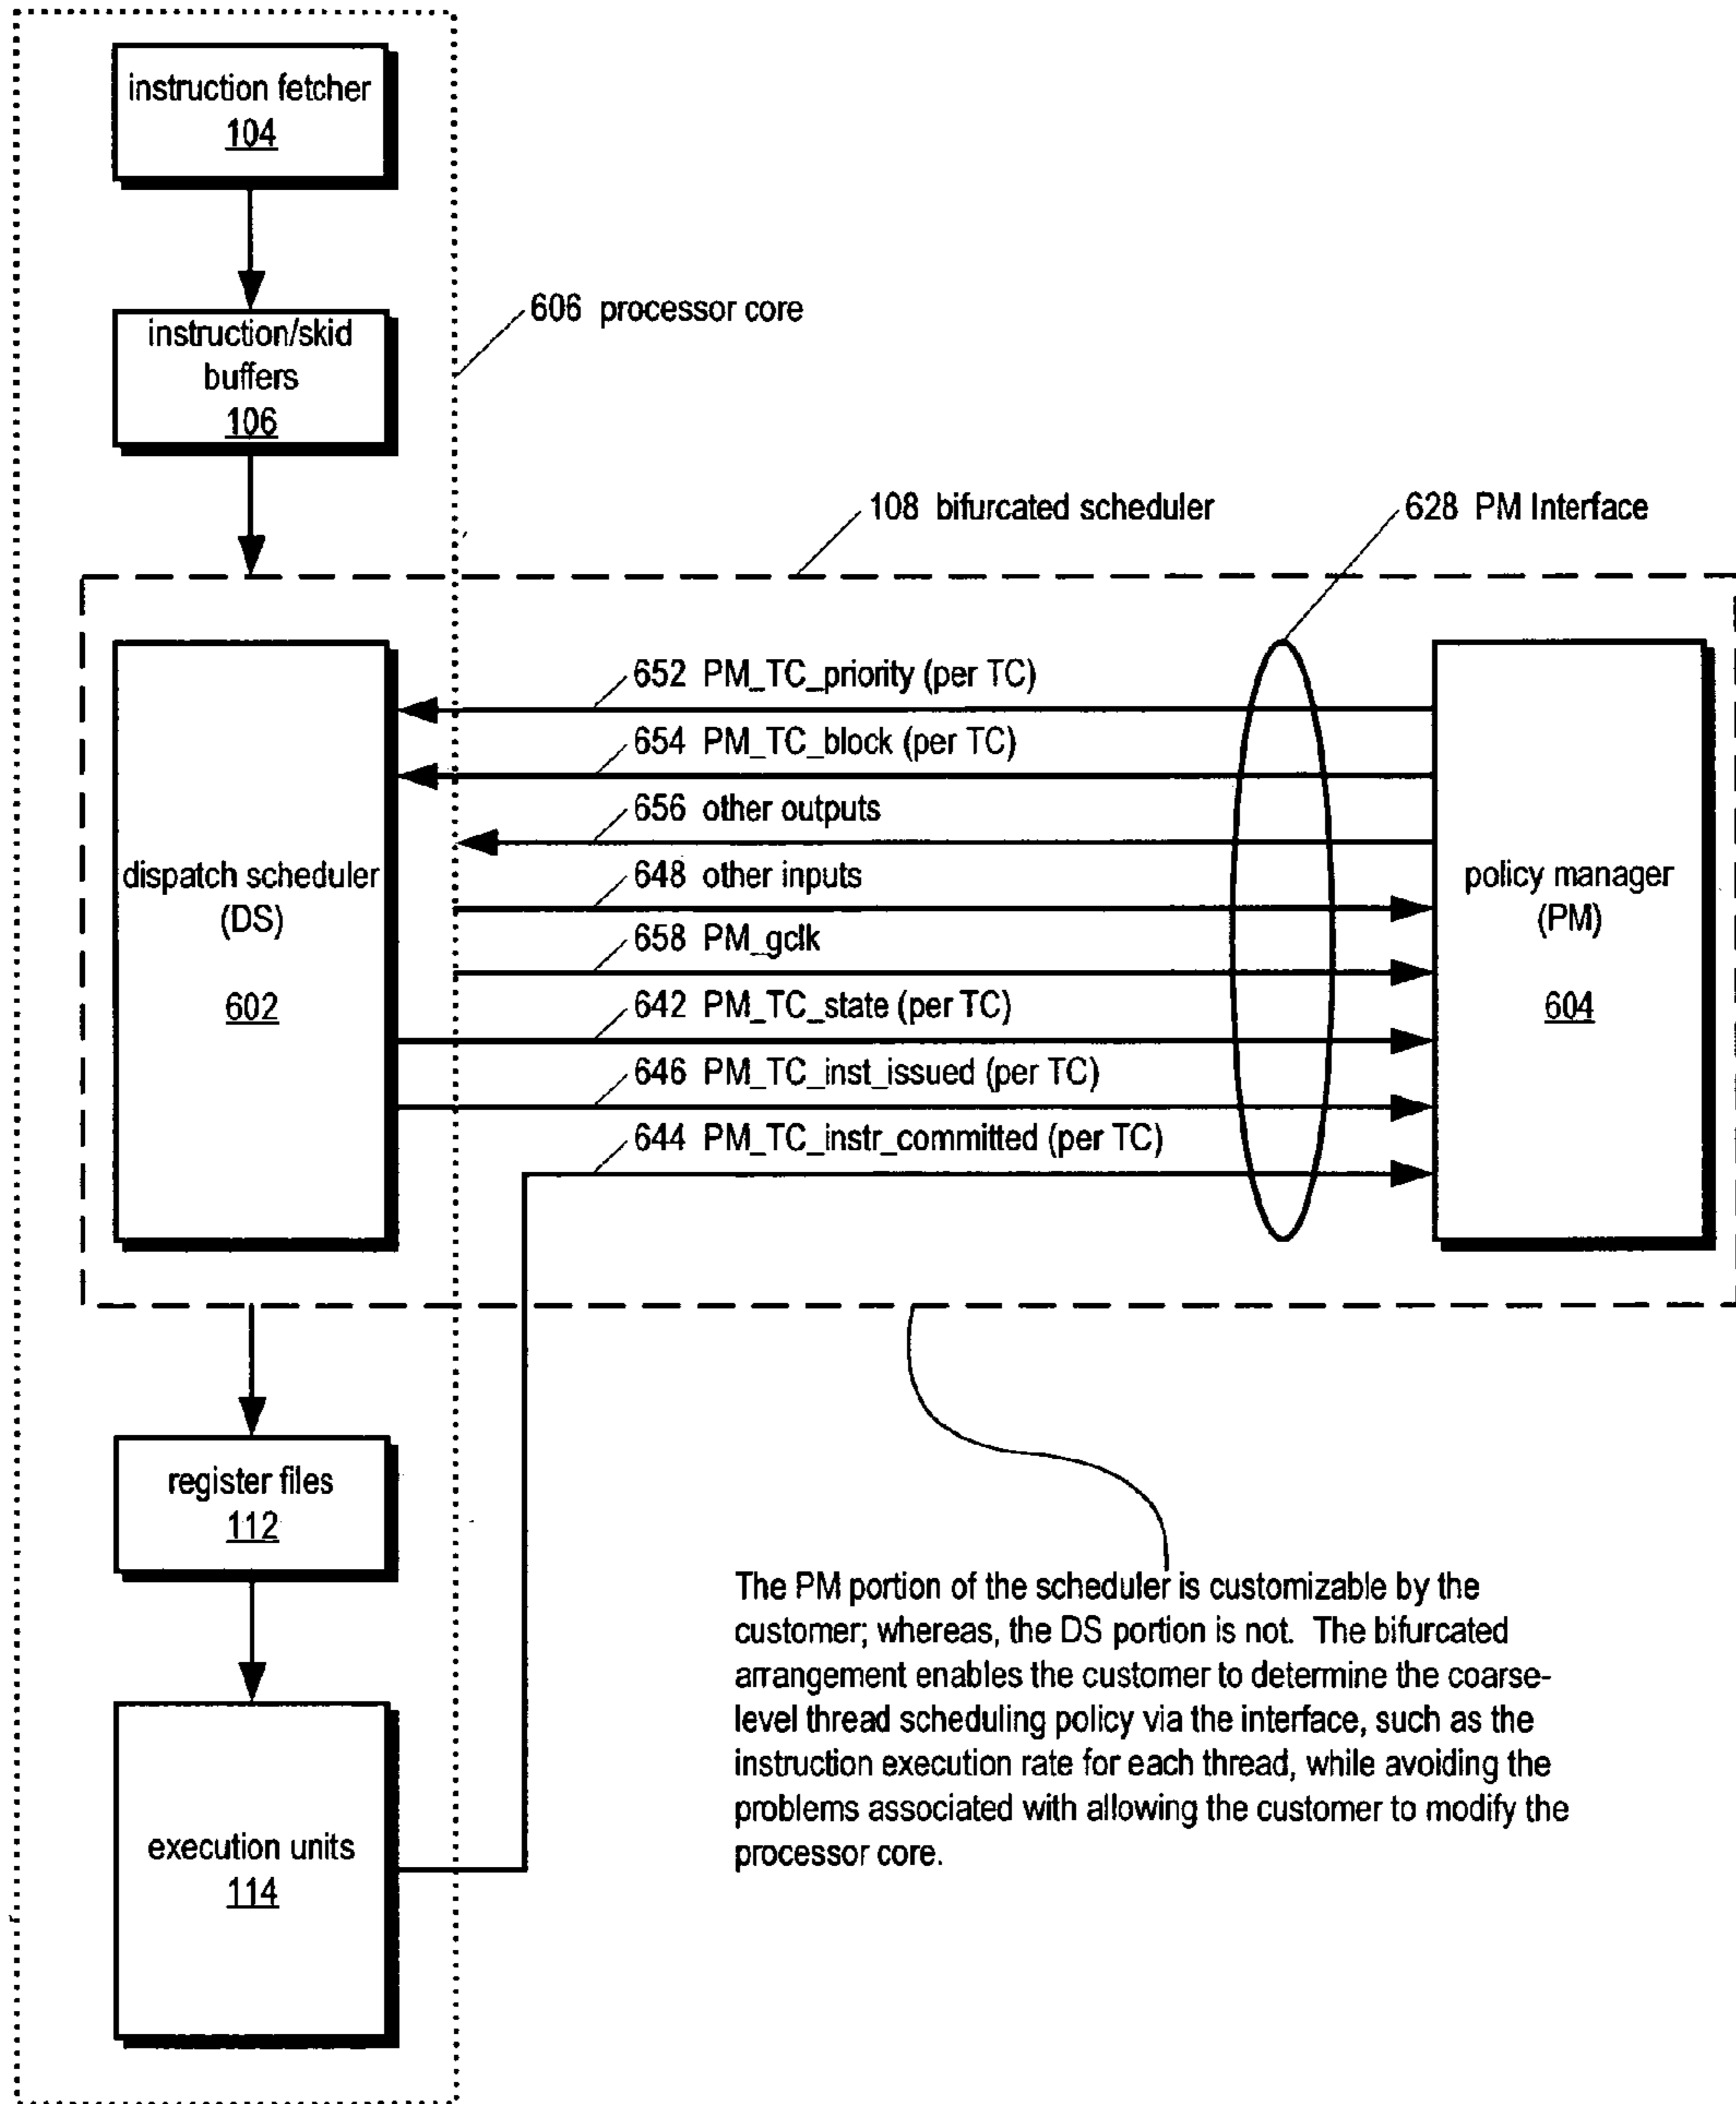 instruction fetcher
104
instruction/skid
buffers
106
606 processor core
108 bifurcated scheduler
628 PM Interface
dispatch scheduler
(DS)
602
652 PM_TC_priority (per TC)
654 PM_TC_block (per TC)
656 other outputs
648 other inputs
658 PM_gclk
642 PM_TC_state (per TC)
646 PM_TC_inst_issued (per TC)
644 PM_TC_instr_committed (per TC)
policy manager
(PM)
604
register files
112
execution units
114
The PM portion of the scheduler is customizable by the
customer; whereas, the DS portion is not. The bifurcated
arrangement enables the customer to determine the coarse-
level thread scheduling policy via the interface, such as the
instruction execution rate for each thread, while avoiding the
problems associated with allowing the customer to modify the
processor core.